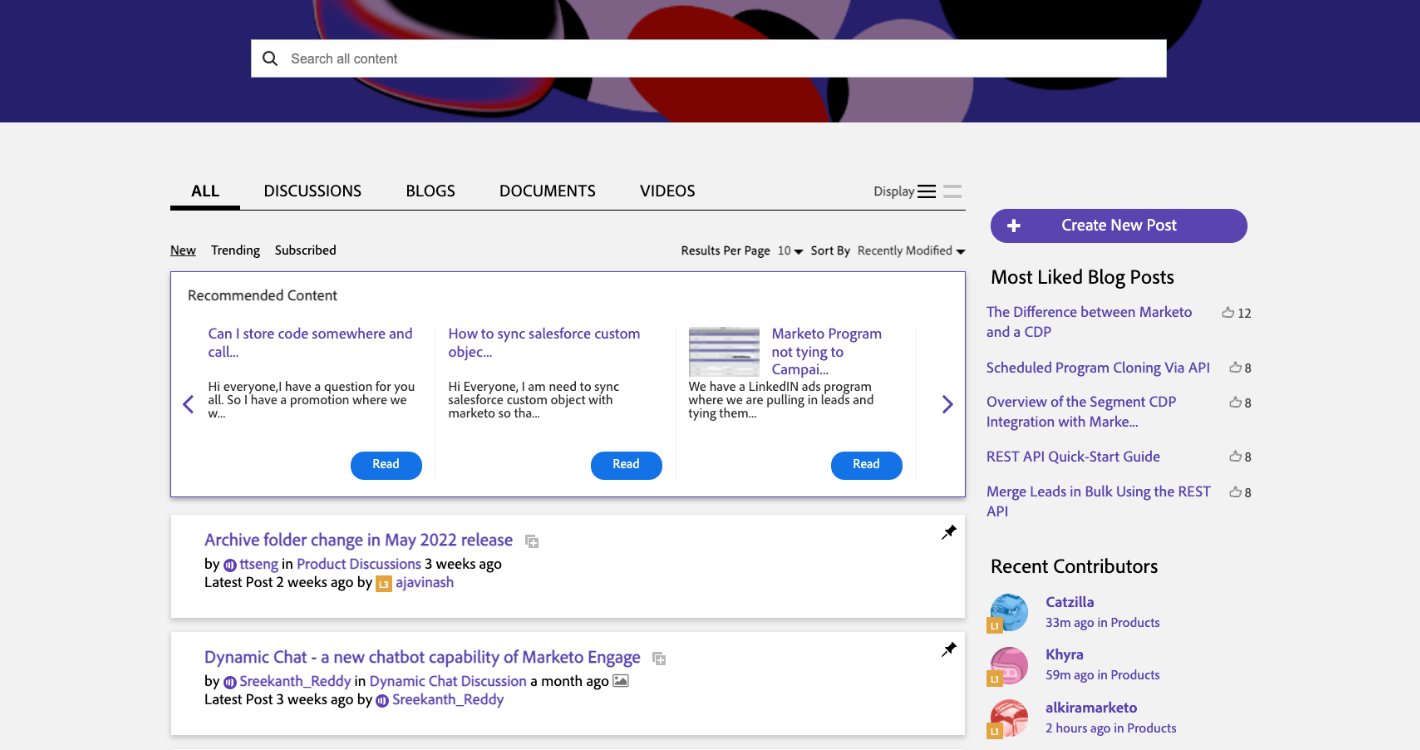 Search all content
ALL DISCUSSIONS BLOGS DOCUMENTS VIDEOS
Display
New Trending Subscribed
Results Per Page 10 Sort By Recently Modified
Recommended Content
Can I store code somewhere and
call...
Hi everyone,I have a question for you
all. So I have a promotion where we
w...
Read
How to sync salesforce custom
objec...
Hi Everyone, I am need to sync
salesforce custom object with
marketo so tha...
Read
Marketo Program
not tying to
Campai...
We have a LinkedIN ads program
where we are pulling in leads and
tying them...
Read
Archive folder change in May 2022 release
by ttseng in Product Discussions 3 weeks ago
Latest Post 2 weeks ago by L3 ajavinash
Dynamic Chat - a new chatbot capability of Marketo Engage
by Sreekanth_Reddy in Dynamic Chat Discussion a month ago
Latest Post 3 weeks ago by Sreekanth_Reddy
Create New Post
Most Liked Blog Posts
The Difference between Marketo
and a CDP
12
Scheduled Program Cloning Via API 8
Overview of the Segment CDP
Integration with Marke...
8
REST API Quick-Start Guide 8
Merge Leads in Bulk Using the REST
API
8
Recent Contributors
Catzilla
L1
33m ago in Products
Khyra
L1
59m ago in Products
alkiramarketo
L1
2 hours ago in Products